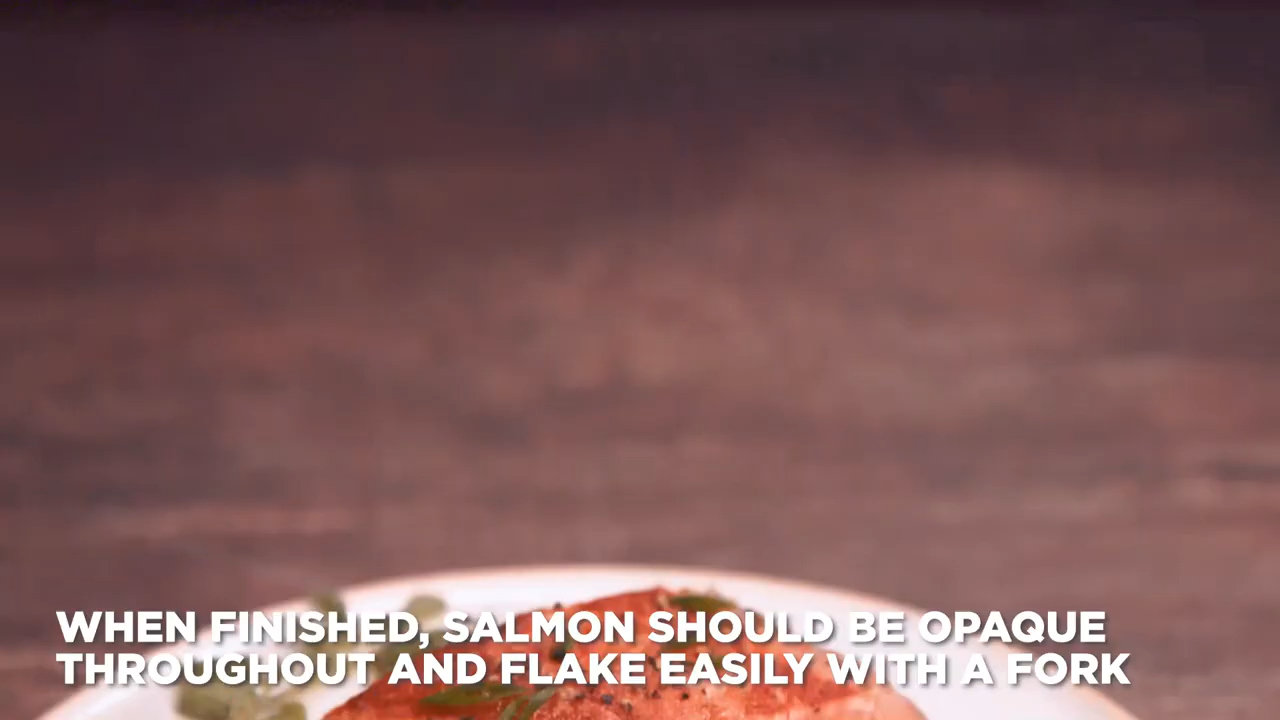 WHEN FINISHED, SALMON SHOULD BE OPAQUE
THROUGHOUT AND FLAKE EASILY WITH A FORK